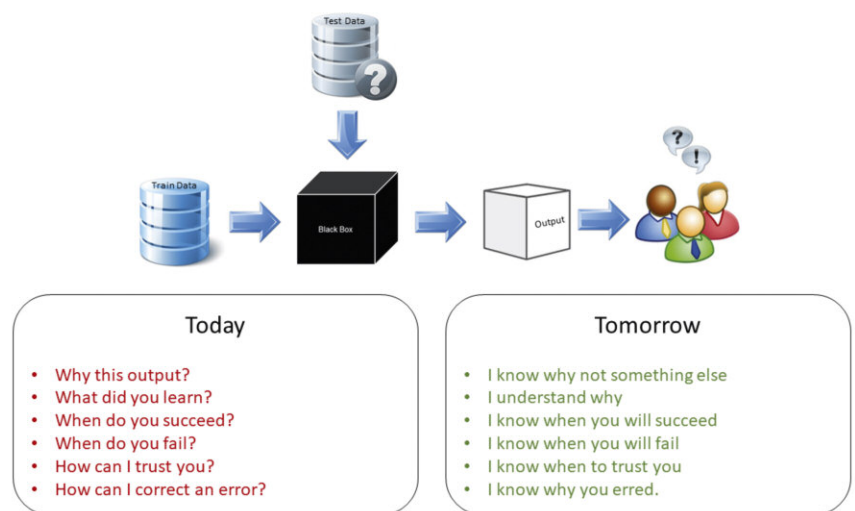 Test Data
?
?
!
Train Data
Black Box
Output
Today
• Why this output?
• What did you learn?
• When do you succeed?
• When do you fail?
• How can I trust you?
• How can I correct an error?
Tomorrow
• I know why not something else
• I understand why
• I know when you will succeed
• I know when you will fail
• I know when to trust you
• I know why you erred.